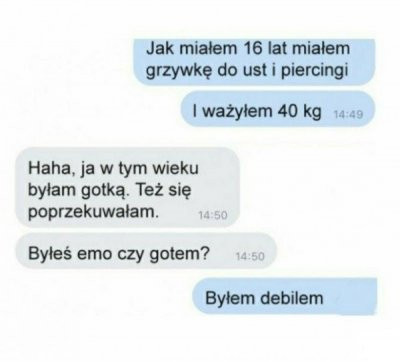 Jak miałem 16 lat miałem
grzywkę do ust i piercingi
I ważyłem 40 kg 14:49
Haha, ja w tym wieku
byłam gotką. Też się
poprzekuwałam. 14:50
Byłeś emo czy gotem? 14:50
Byłem debilem